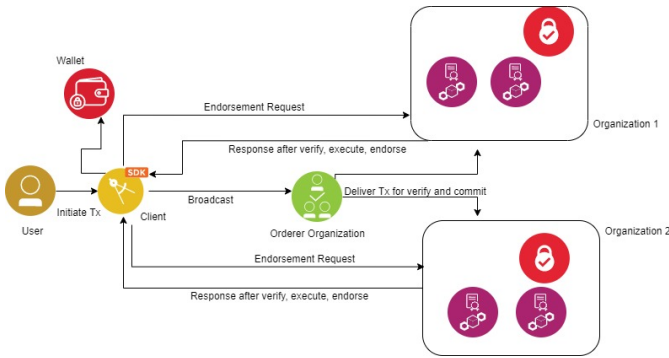 Wallet
Endorsement Request
Organization 1
Response after verify, execute, endorse
SDK
Broadcast
Deliver Tx for verify and commit
Initiate Tx
User
Client
Orderer Organization
Organization 2
Endorsement Request
Response after verify, execute, endorse